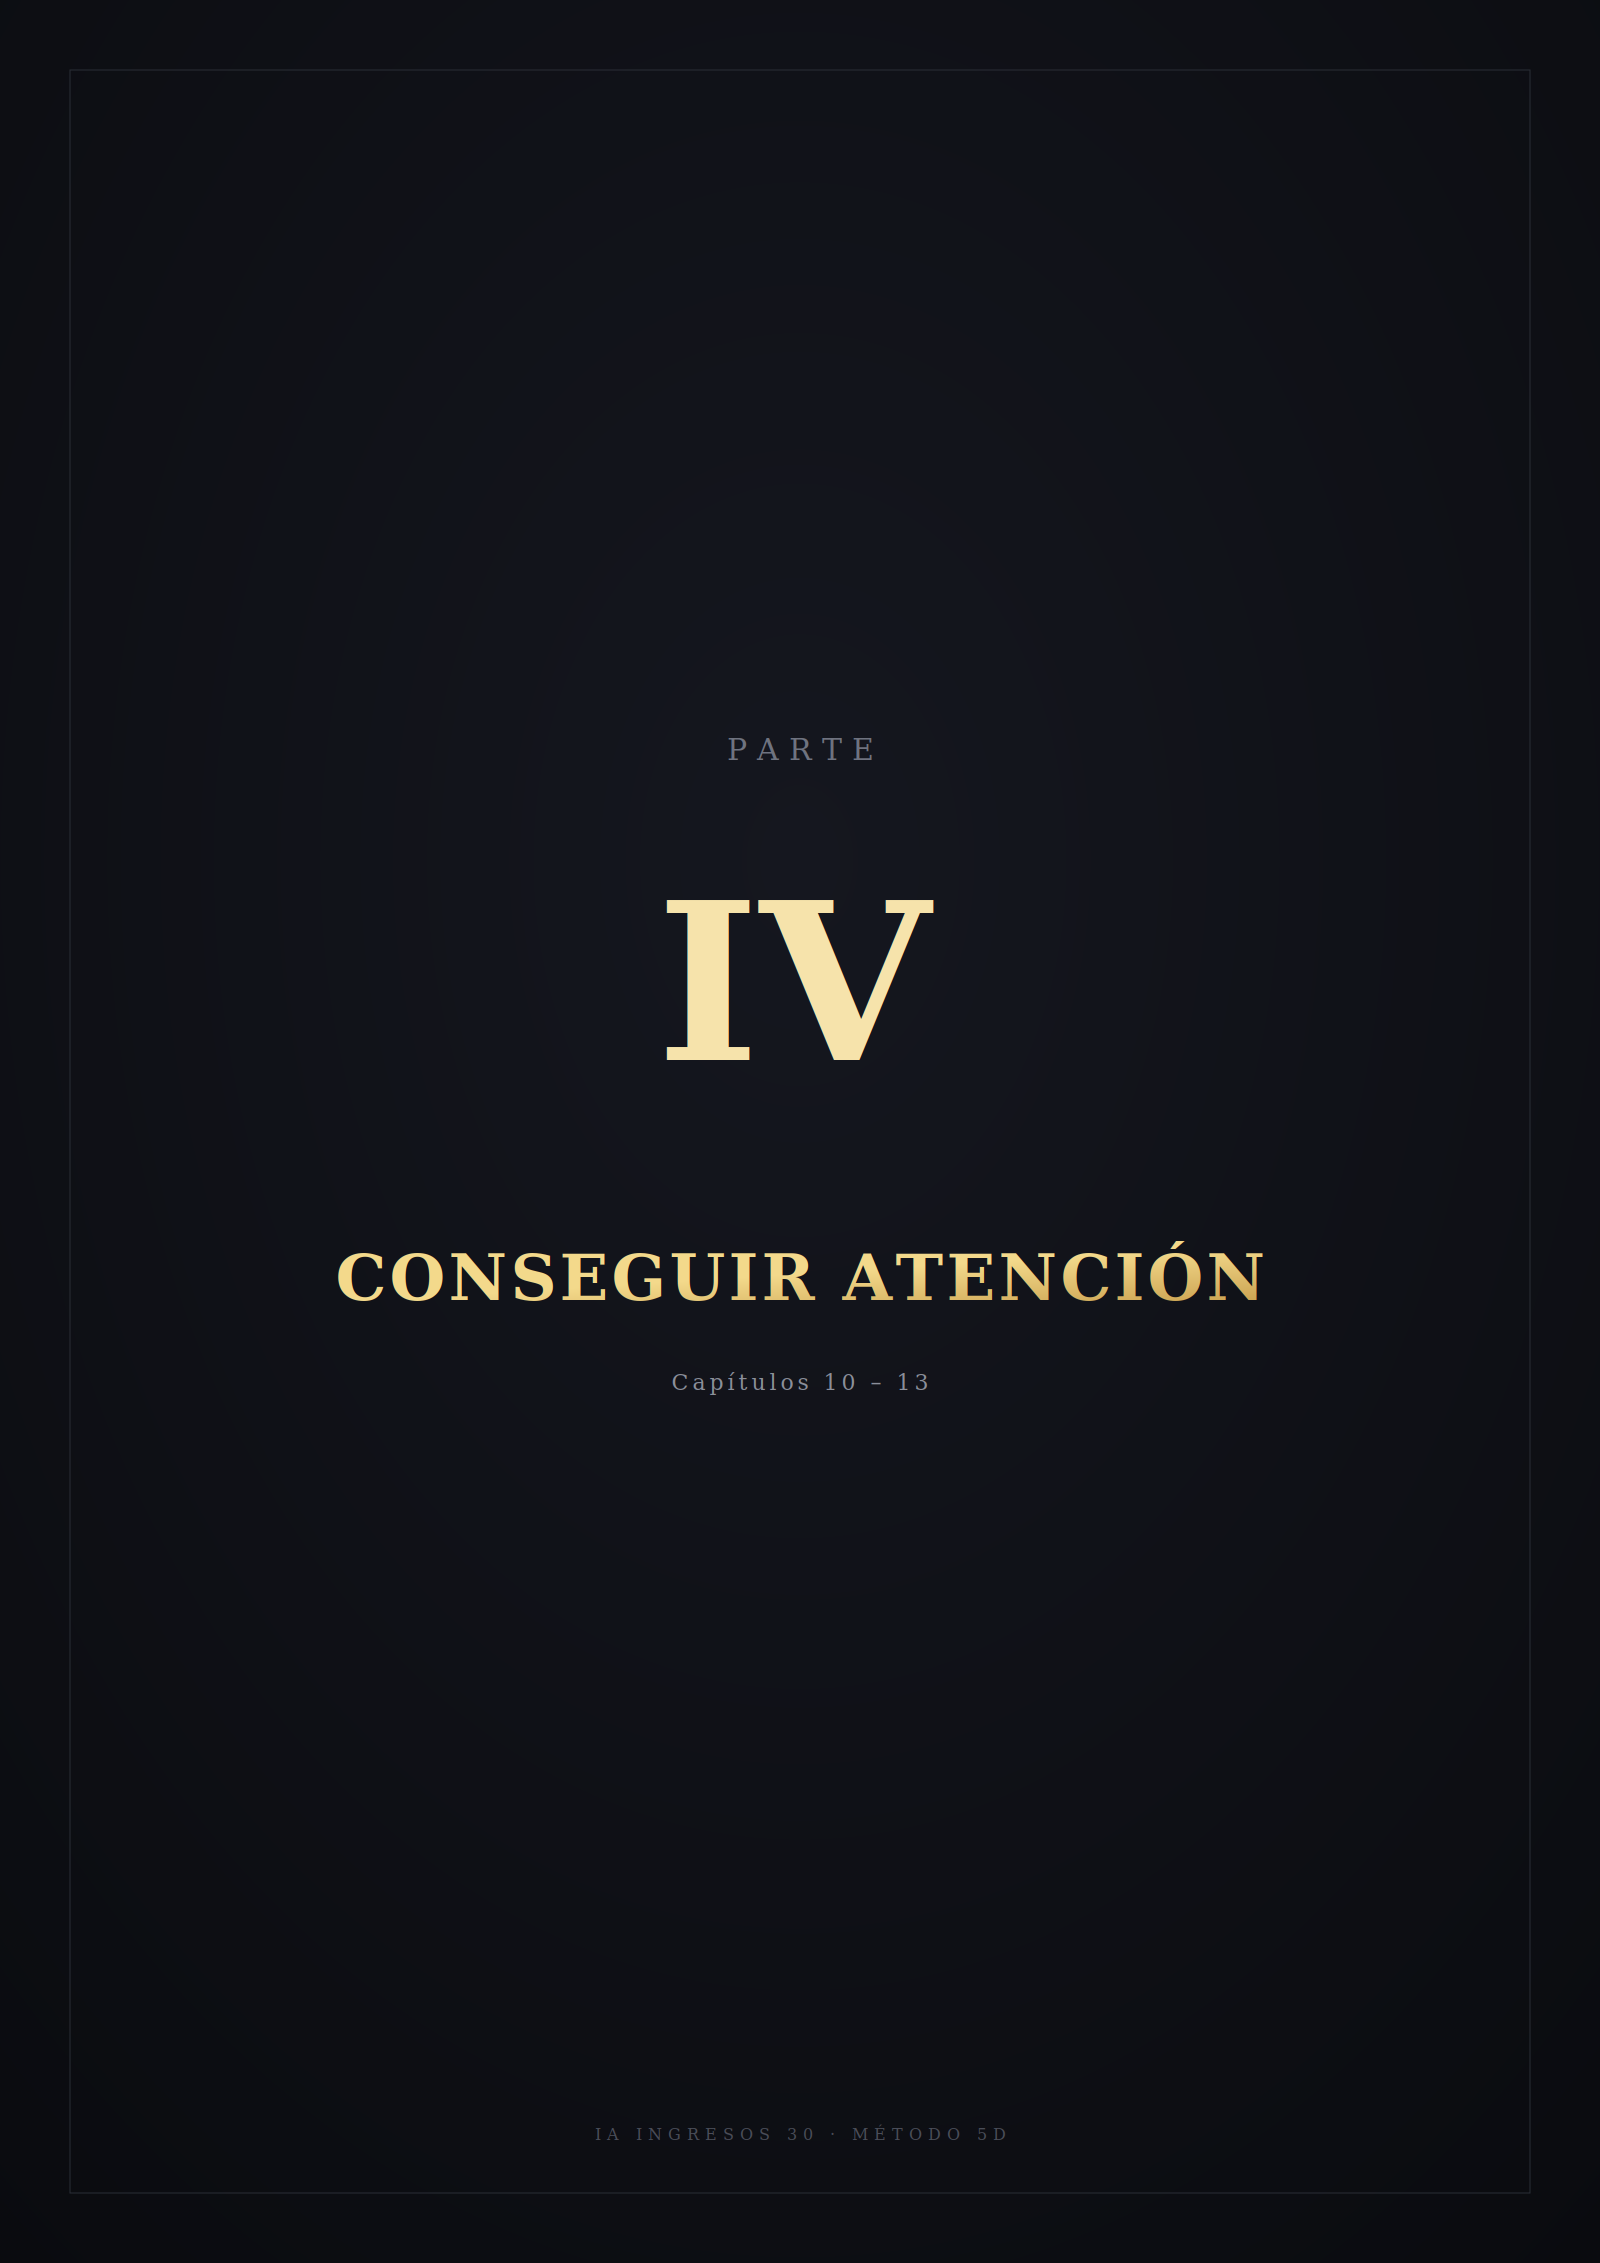 PARTE
IV
CONSEGUIR ATENCIÓN
Capítulos 10 – 13
IA INGRESOS 30 · MÉTODO 5D